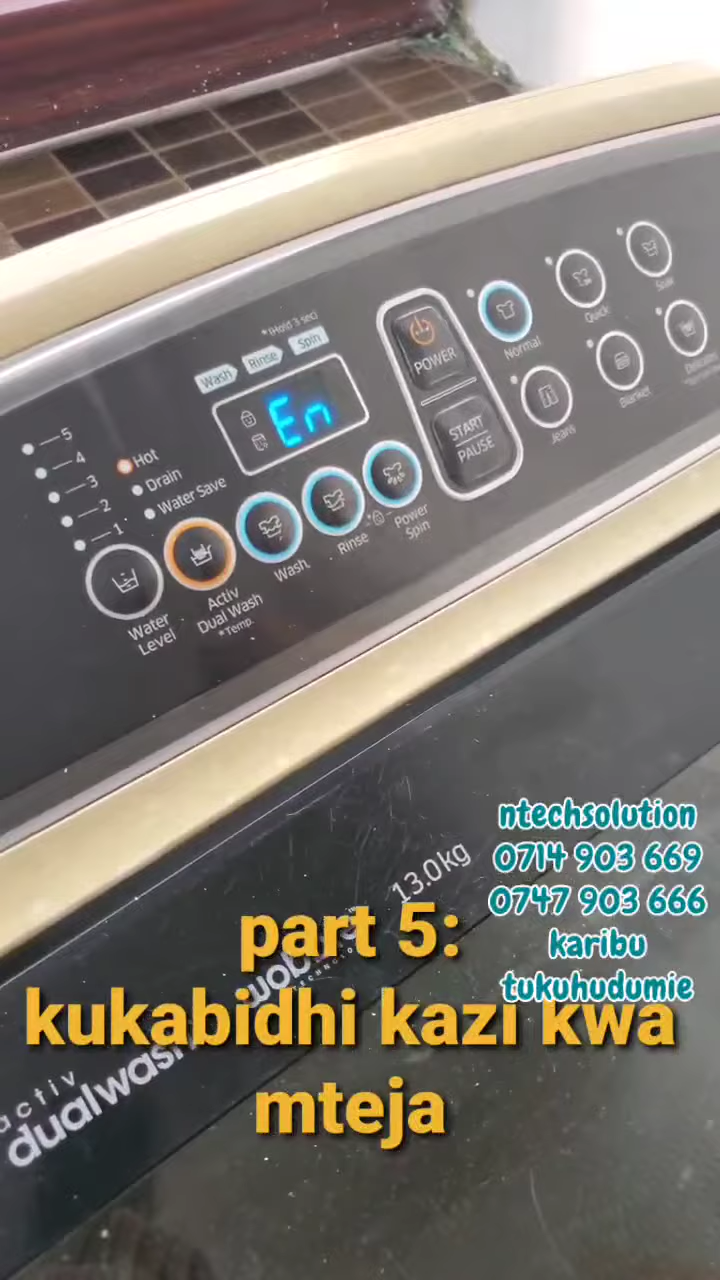 *(Hold 3 sec)
Wash Rinse Spin
En
5
4
3
2
1
Hot
Drain
Water Save
Water
Level
Activ
Dual Wash
*Temp.
Wash
Rinse
Power
Spin
POWER
START
PAUSE
Normal
Quick
Soak
Jeans
Blanket
Delicates
13.0kg
activ
dualwash
wobble
TECHNOLOGY
ntechsolution
0714 903 669
0747 903 666
karibu
tukuhudumie
part 5:
kukabidhi kazi kwa
mteja